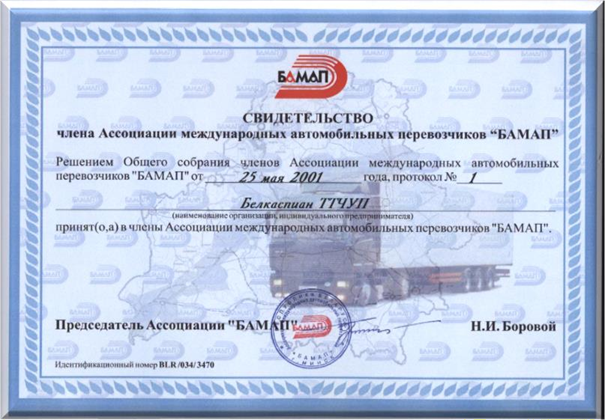 БАМАП
СВИДЕТЕЛЬСТВО
члена Ассоциации международных автомобильных перевозчиков “БАМАП”
Решением Общего собрания членов Ассоциации международных автомобильных
перевозчиков "БАМАП" от 25 мая 2001 года, протокол № 1
Белкаспиан ТТЧУП
(наименование организации, индивидуального предпринимателя)
принят(о,а) в члены Ассоциации международных автомобильных перевозчиков "БАМАП".
Председатель Ассоциации "БАМАП"
Н.И. Боровой
БАМАП
Идентификационный номер BLR/034/3470